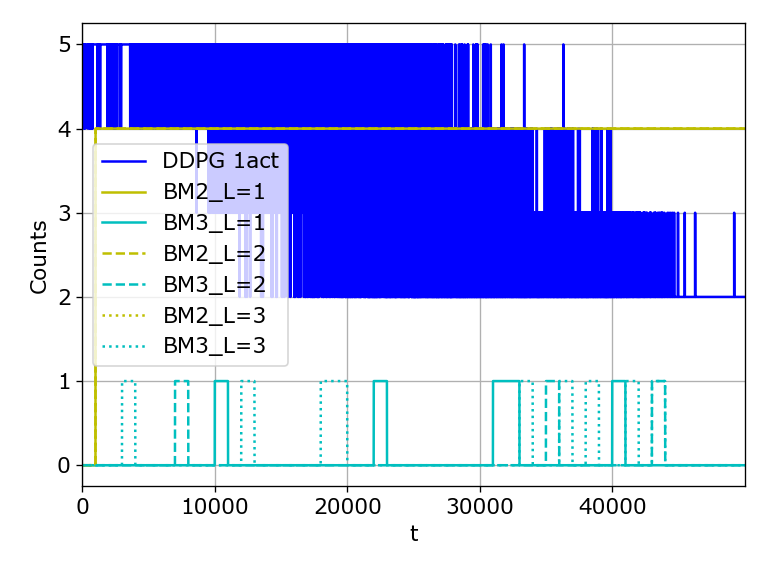 5
4
3
2
1
0
Counts
DDPG 1act
BM2_L=1
BM3_L=1
BM2_L=2
BM3_L=2
BM2_L=3
BM3_L=3
0 10000 20000 30000 40000
t